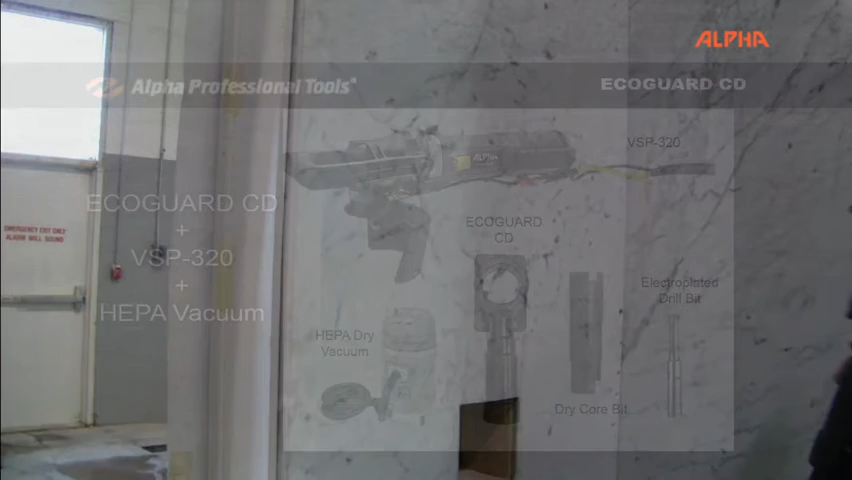 ALPHA
Alpha Professional Tools®
ECOGUARD CD
VSP-320
ALPHA
ECOGUARD CD
+
VSP-320
+
HEPA Vacuum
EMERGENCY EXIT ONLY
ALARM WILL SOUND
ECOGUARD
CD
Electroplated
Drill Bit
HEPA Dry
Vacuum
Dry Core Bit